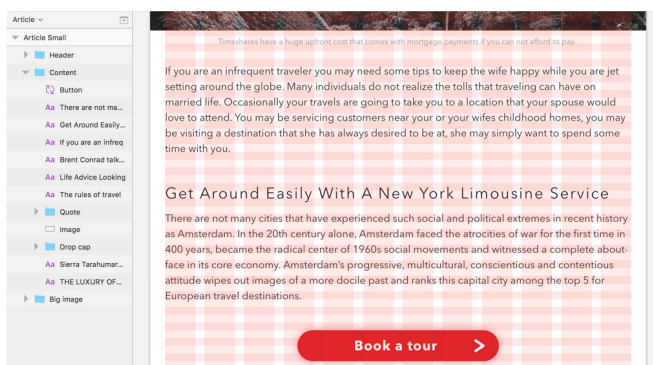 Article
Article Small
Header
Content
Button
Aa There are not ma...
Aa Get Around Easily...
Aa If you are an infreq
Aa Brent Conrad talk...
Aa Life Advice Looking
Aa The rules of travel
Quote
Image
Drop cap
Aa Sierra Tarahumar...
Aa THE LUXURY OF...
Big image
Timeshares have a huge upfront cost that comes with mortgage payments if you can not afford to pay.
If you are an infrequent traveler you may need some tips to keep the wife happy while you are jet
setting around the globe. Many individuals do not realize the tolls that traveling can have on
married life. Occasionally your travels are going to take you to a location that your spouse would
love to attend. You may be servicing customers near your or your wifes childhood homes, you may
be visiting a destination that she has always desired to be at, she may simply want to spend some
time with you.
Get Around Easily With A New York Limousine Service
There are not many cities that have experienced such social and political extremes in recent history
as Amsterdam. In the 20th century alone, Amsterdam faced the atrocities of war for the first time in
400 years, became the radical center of 1960s social movements and witnessed a complete about-
face in its core economy. Amsterdam's progressive, multicultural, conscientious and contentious
attitude wipes out images of a more docile past and ranks this capital city among the top 5 for
European travel destinations.
Book a tour